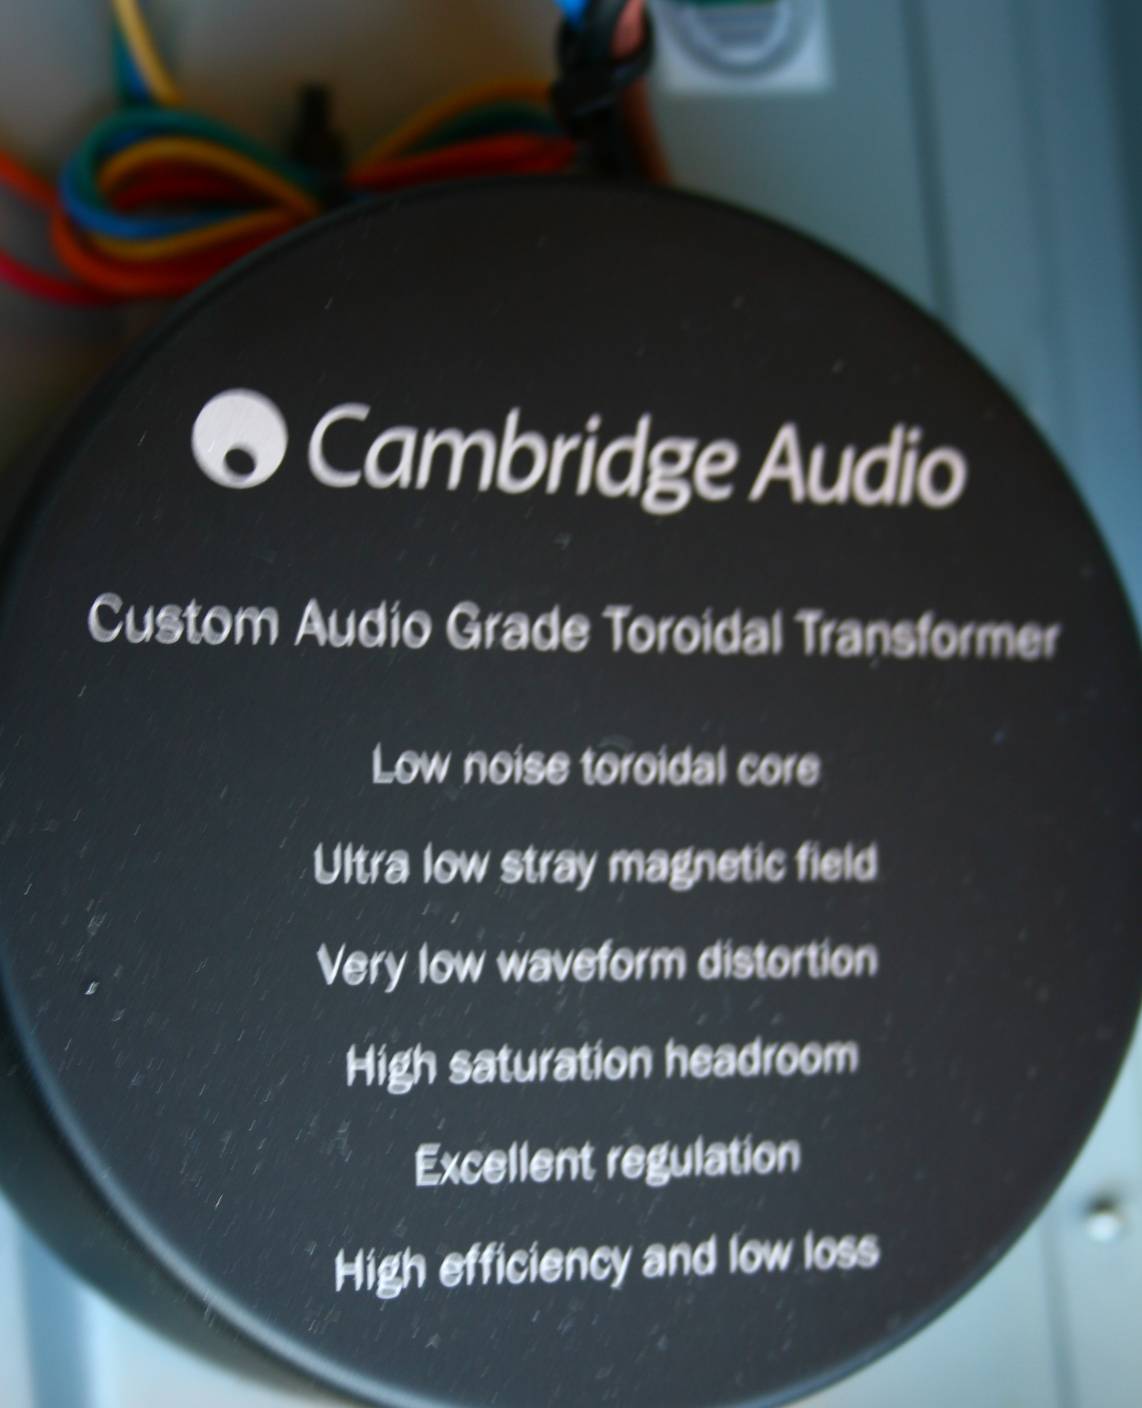 Cambridge Audio
Custom Audio Grade Toroidal Transformer
Low noise toroidal core
Ultra low stray magnetic field
Very low waveform distortion
High saturation headroom
Excellent regulation
High efficiency and low loss